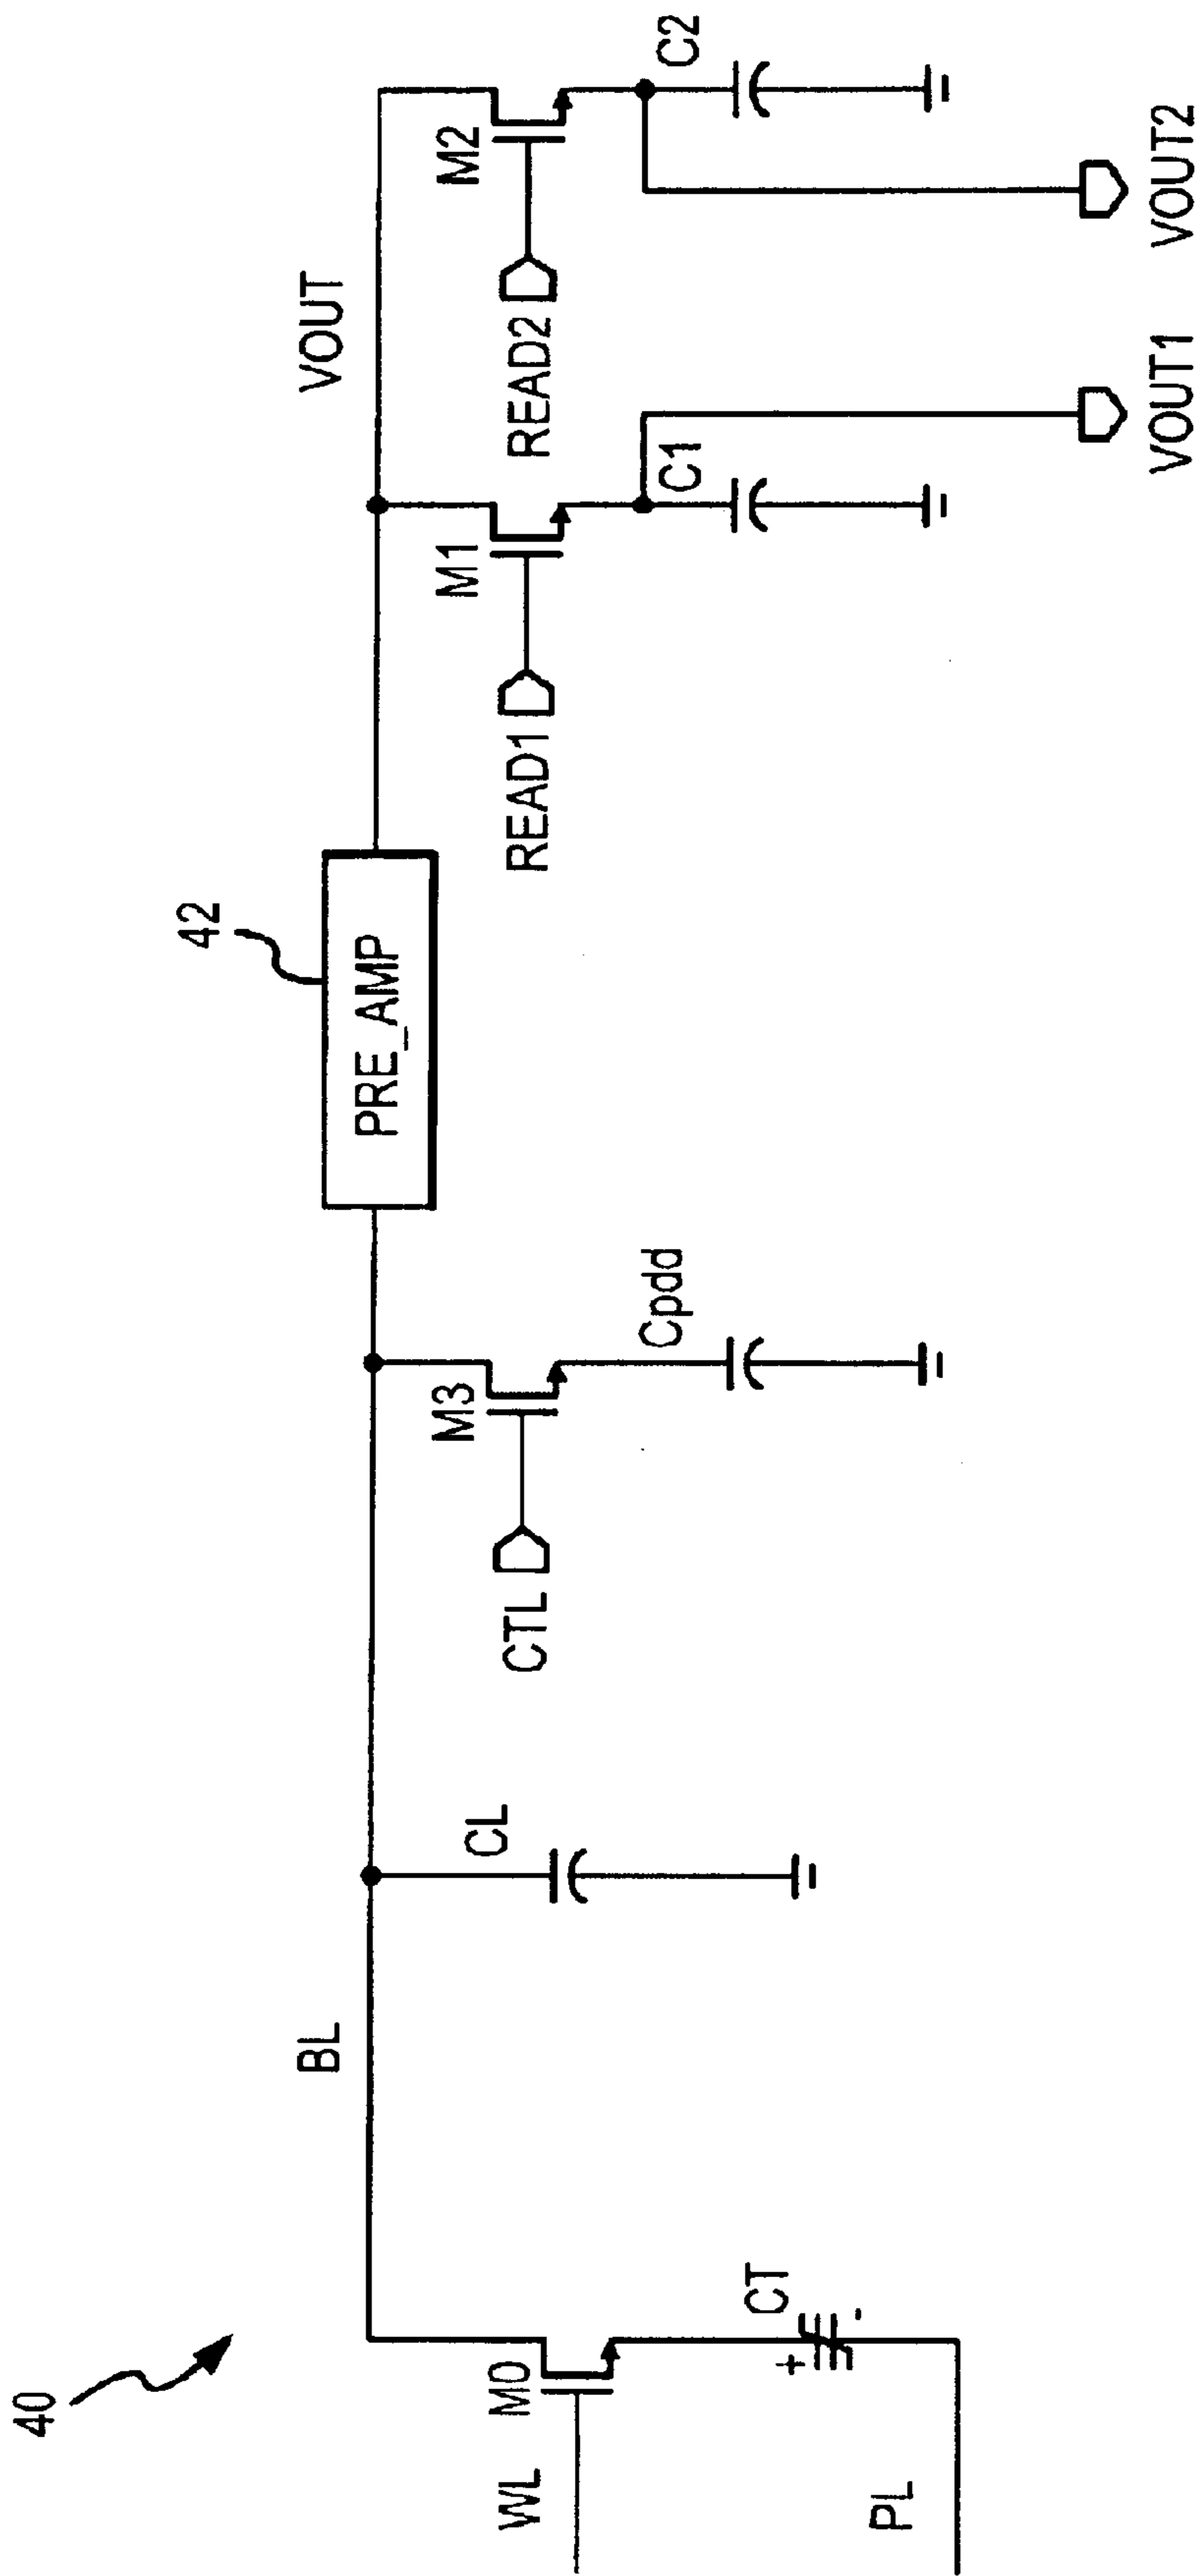 40
WL
M0
PL
CT
+
-
BL
CL
CTL
M3
Cpdd
42
PRE_AMP
READ1
M1
C1
VOUT
READ2
M2
C2
VOUT1
VOUT2